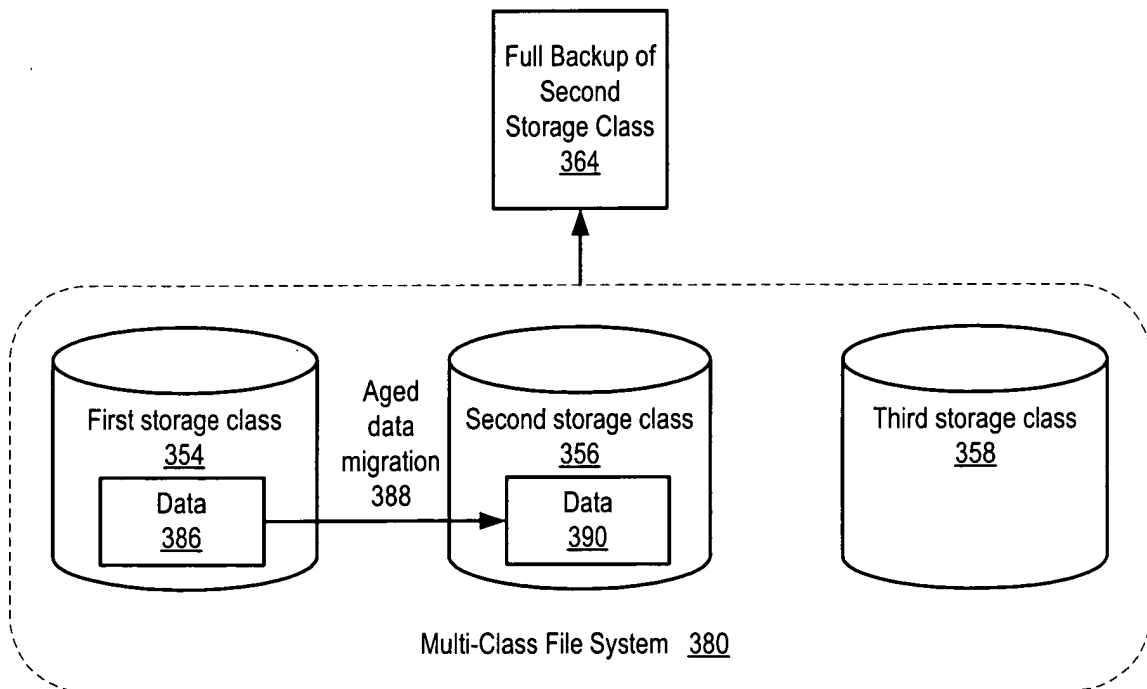 Full Backup of
Second
Storage Class
364
First storage class
354
Data
386
Aged
data
migration
388
Second storage class
356
Data
390
Third storage class
358
Multi-Class File System 380